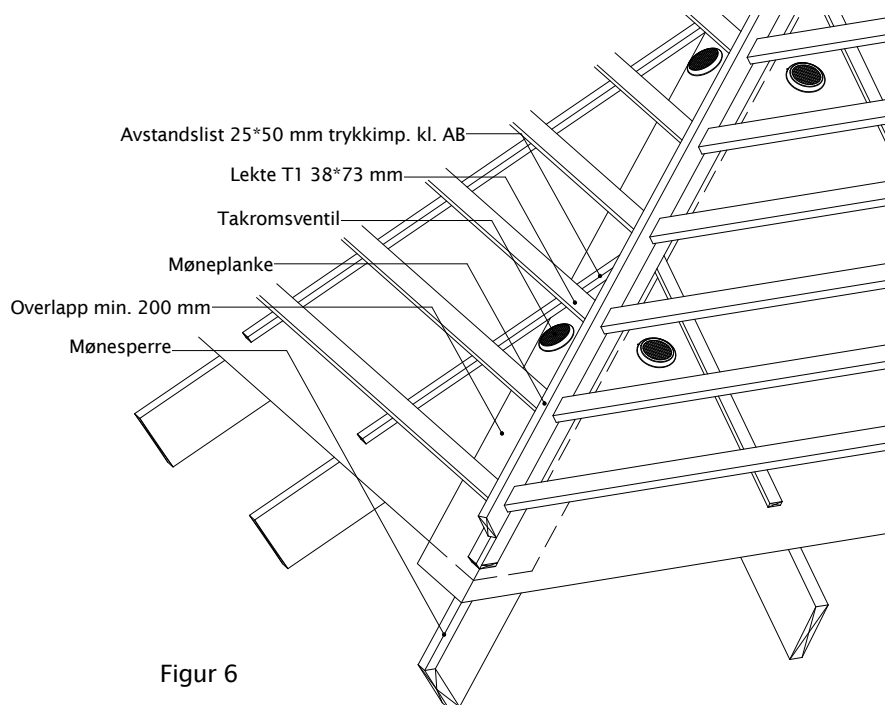 Avstandslist 25*50 mm trykkimp. kl. AB
Lekte T1 38*73 mm
Takromsventil
Møneplanke
Overlapp min. 200 mm
Mønesperre
Figur 6